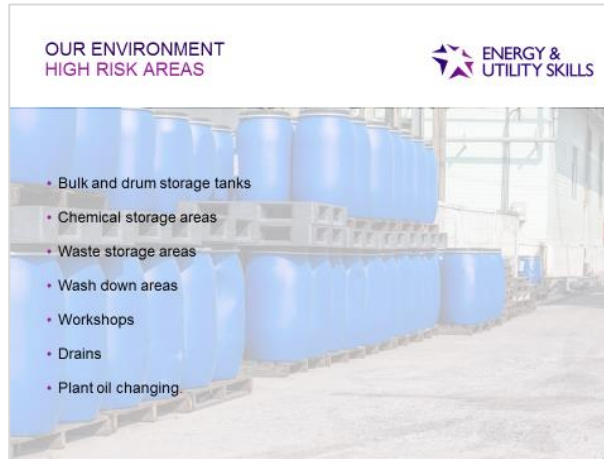 OUR ENVIRONMENT
HIGH RISK AREAS
ENERGY &
UTILITY SKILLS
• Bulk and drum storage tanks
• Chemical storage areas
• Waste storage areas
• Wash down areas
• Workshops
• Drains
• Plant oil changing.